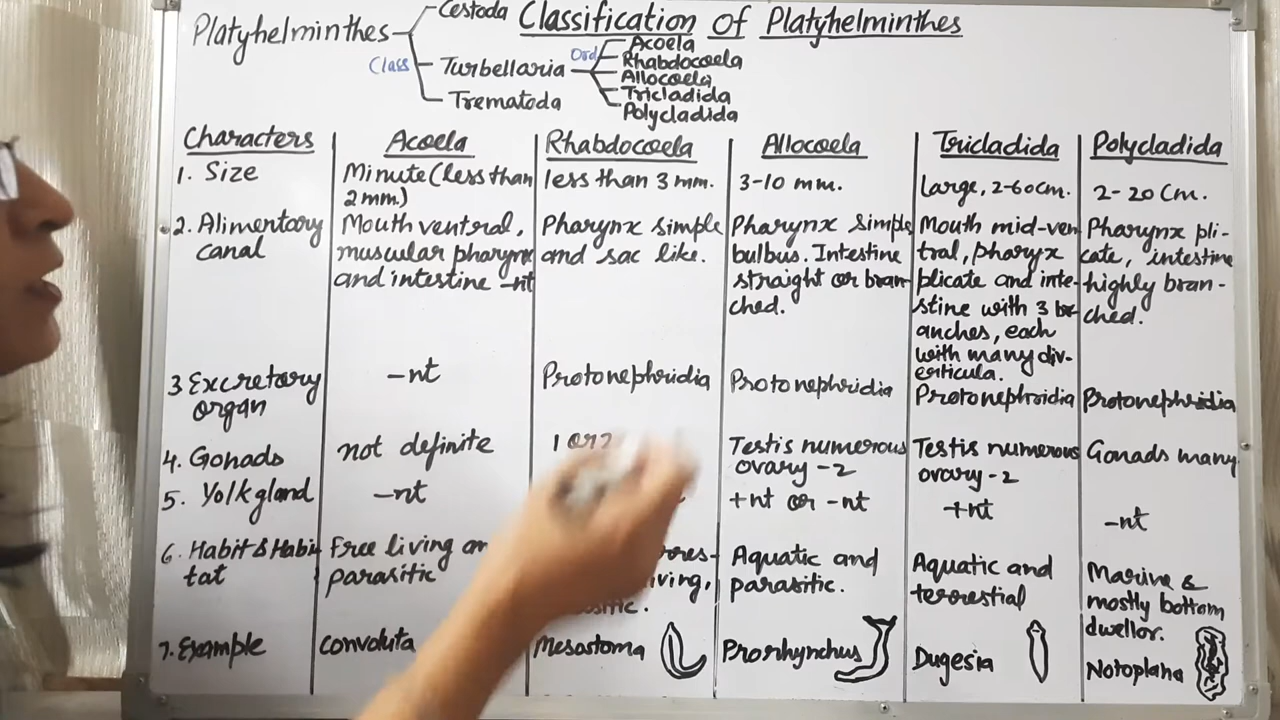 Classification of Platyhelminthes
Platyhelminthes
Class
Cestoda
Turbellaria
Trematoda
Ord
Acoela
Rhabdocoela
Allocoela
Tricladida
Polycladida
Characters
Acoela
Rhabdocoela
Allocoela
Tricladida
Polycladida
1. Size
Minute (less than
2mm.)
less than 3 mm.
3-10 mm.
Large, 2-60cm.
2-20 Cm.
2. Alimentary
canal
Mouth ventral,
muscular pharynx
and intestine -nt
Pharynx simple
and sac like.
Pharynx simple
bulbus. Intestine
straight or bran
ched.
Mouth mid-ven
tral, pharyx
plicate and inte-
stine with 3 br
anches, each
with many div-
erticula.
Pharynx pli-
cate, intestine
highly bran-
ched.
3 Excretory
organ
-nt
Protonephridia
Protonephridia
Protonephridia
Protonephridia
4. Gonads
not definite
1 or 2
Testis numerous
ovary -2
Testis numerous
ovary -2
Gonads many
5. Yolk gland
-nt
+nt or -nt
+nt
-nt
6. Habit & Habi
tat
Free living
parasitic
Aquatic and
parasitic.
Aquatic and
terrestial
Marine &
mostly bottom
dwellor.
7. Example
Convoluta
Mesostoma
Prorhynchus
Dugesia
Notoplana